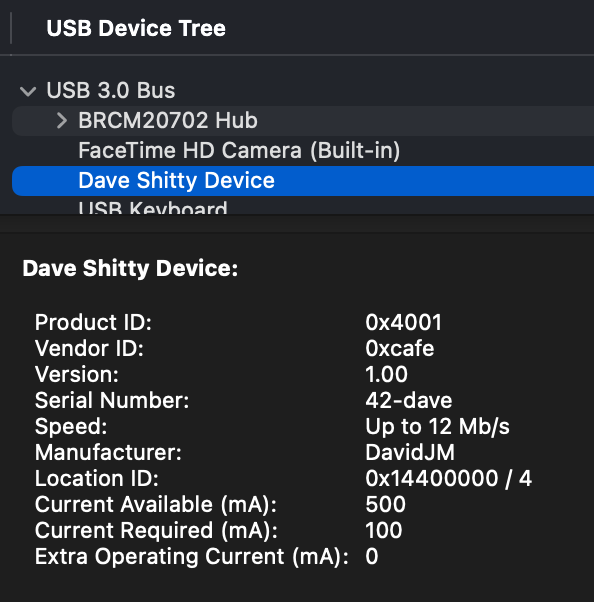 USB Device Tree
USB 3.0 Bus
BRCM20702 Hub
FaceTime HD Camera (Built-in)
Dave Shitty Device
USB Keyboard
Dave Shitty Device:
Product ID: 0x4001
Vendor ID: 0xcafe
Version: 1.00
Serial Number: 42-dave
Speed: Up to 12 Mb/s
Manufacturer: DavidJM
Location ID: 0x14400000 / 4
Current Available (mA): 500
Current Required (mA): 100
Extra Operating Current (mA): 0